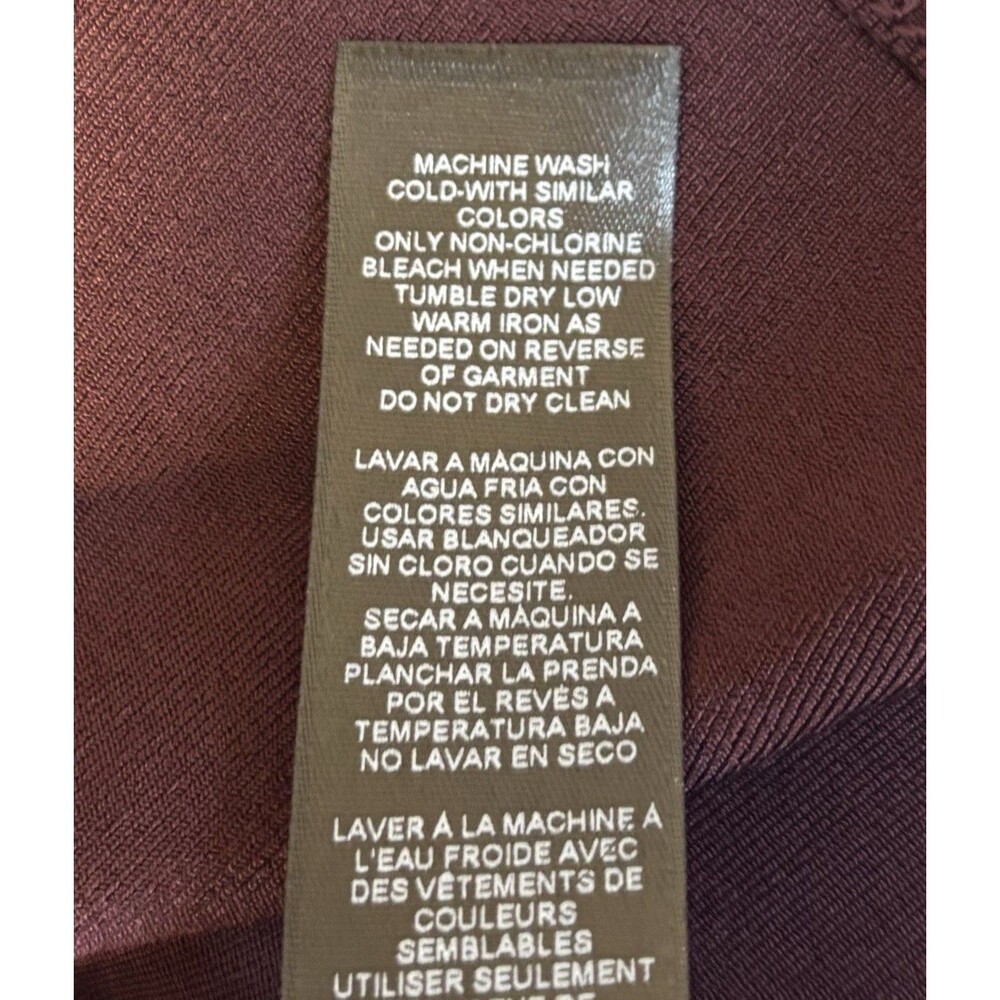 MACHINE WASH
COLD-WITH SIMILAR
COLORS
ONLY NON-CHLORINE
BLEACH WHEN NEEDED
TUMBLE DRY LOW
WARM IRON AS
NEEDED ON REVERSE
OF GARMENT
DO NOT DRY CLEAN
LAVAR A MÁQUINA CON
AGUA FRIA CON
COLORES SIMILARES.
USAR BLANQUEADOR
SIN CLORO CUANDO SE
NECESITE.
SECAR A MÁQUINA A
BAJA TEMPERATURA
PLANCHAR LA PRENDA
POR EL REVÉS A
TEMPERATURA BAJA
NO LAVAR EN SECO
LAVER À LA MACHINE À
L'EAU FROIDE AVEC
DES VÊTEMENTS DE
COULEURS
SEMBLABLES
UTILISER SEULEMENT